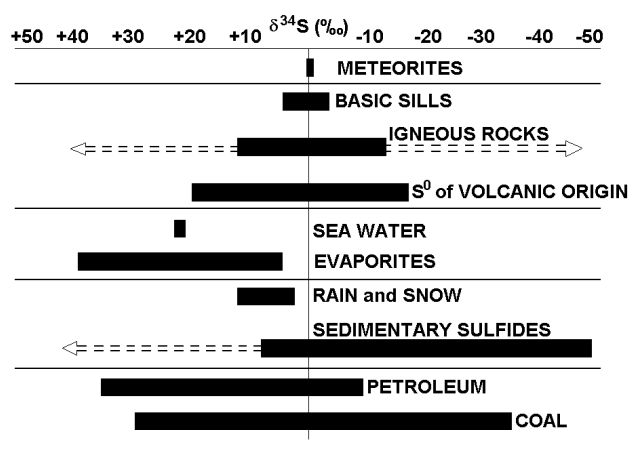 δ³⁴S (‰)
+50 +40 +30 +20 +10 -10 -20 -30 -40 -50
METEORITES
BASIC SILLS
IGNEOUS ROCKS
S⁰ of VOLCANIC ORIGIN
SEA WATER
EVAPORITES
RAIN and SNOW
SEDIMENTARY SULFIDES
PETROLEUM
COAL